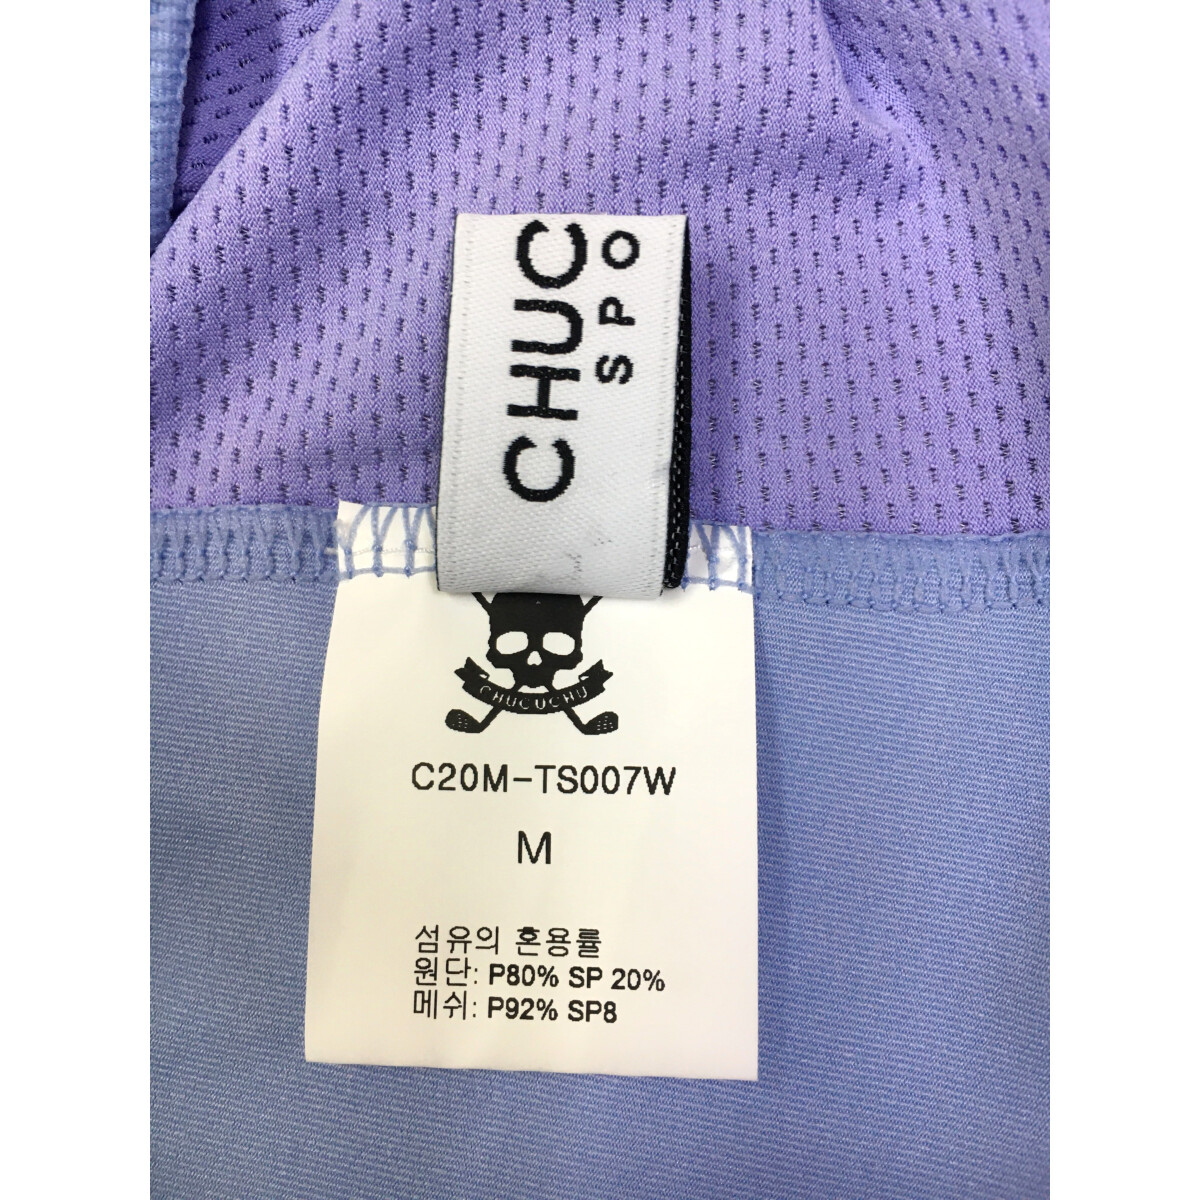 CHUC
SPO
CHUCUCHU
C20M-TS007W
M
섬유의 혼용률
원단: P80% SP 20%
메쉬: P92% SP8